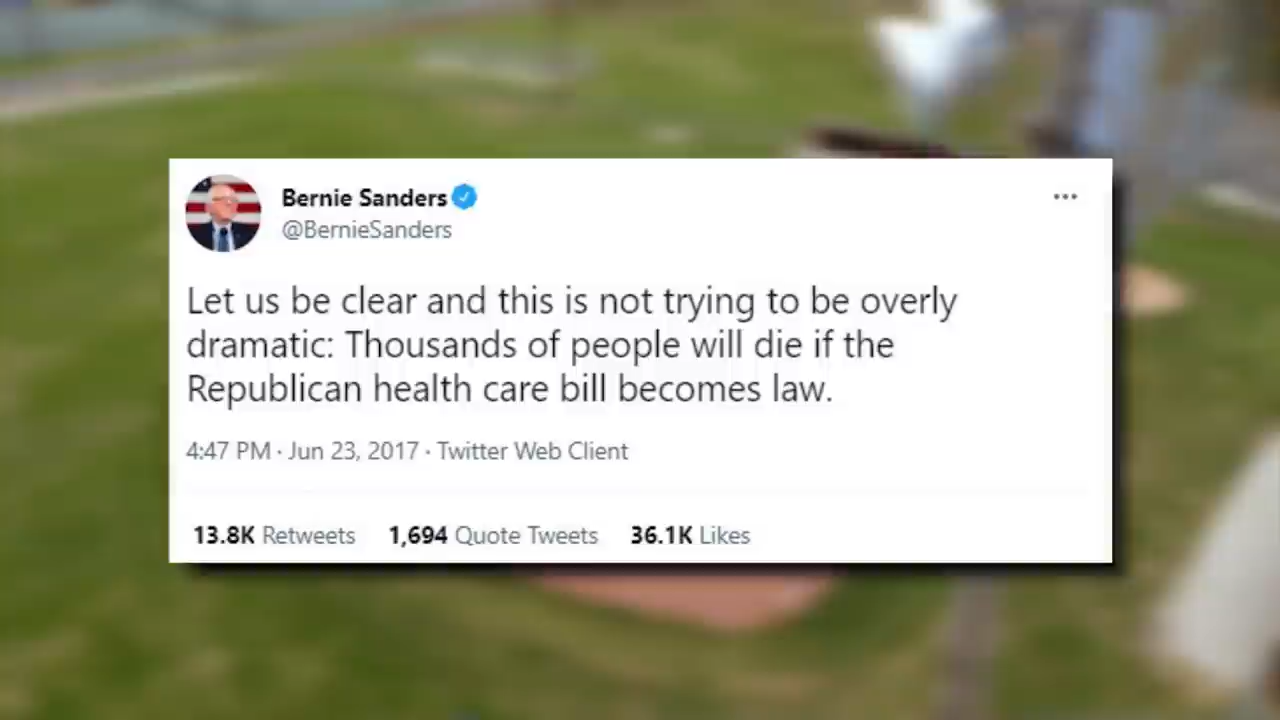 Bernie Sanders
@BernieSanders
Let us be clear and this is not trying to be overly
dramatic: Thousands of people will die if the
Republican health care bill becomes law.
4:47 PM · Jun 23, 2017 · Twitter Web Client
13.8K Retweets 1,694 Quote Tweets 36.1K Likes